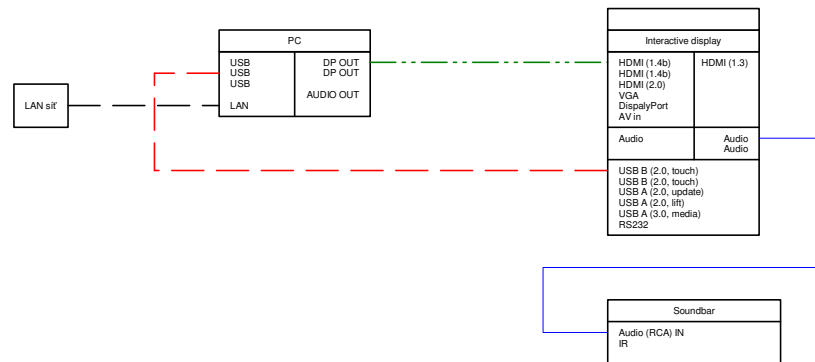 PC
USB
USB
USB
LAN
DP OUT
DP OUT
AUDIO OUT
LAN síť
Interactive display
HDMI (1.4b)
HDMI (1.4b)
HDMI (2.0)
VGA
DispalyPort
AV in
HDMI (1.3)
Audio
Audio
Audio
USB B (2.0, touch)
USB B (2.0, touch)
USB A (2.0, update)
USB A (2.0, lift)
USB A (3.0, media)
RS232
Soundbar
Audio (RCA) IN
IR